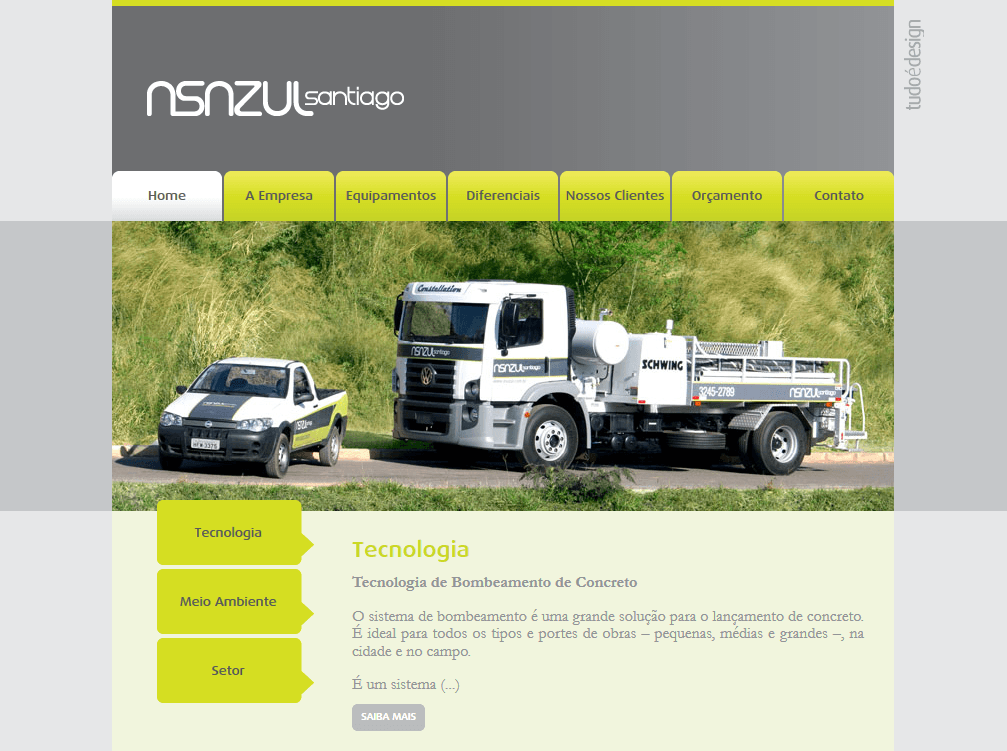 tudoédesign
nsnzul santiago
Home
A Empresa
Equipamentos
Diferenciais
Nossos Clientes
Orçamento
Contato
Constellation
nsnzul santiago
nsnzul santiago
SCHWING
3245-2789
nsnzul santiago
Tecnologia
Meio Ambiente
Setor
Tecnologia
Tecnologia de Bombeamento de Concreto
O sistema de bombeamento é uma grande solução para o lançamento de concreto.
É ideal para todos os tipos e portes de obras – pequenas, médias e grandes –, na
cidade e no campo.
É um sistema (...)
SAIBA MAIS